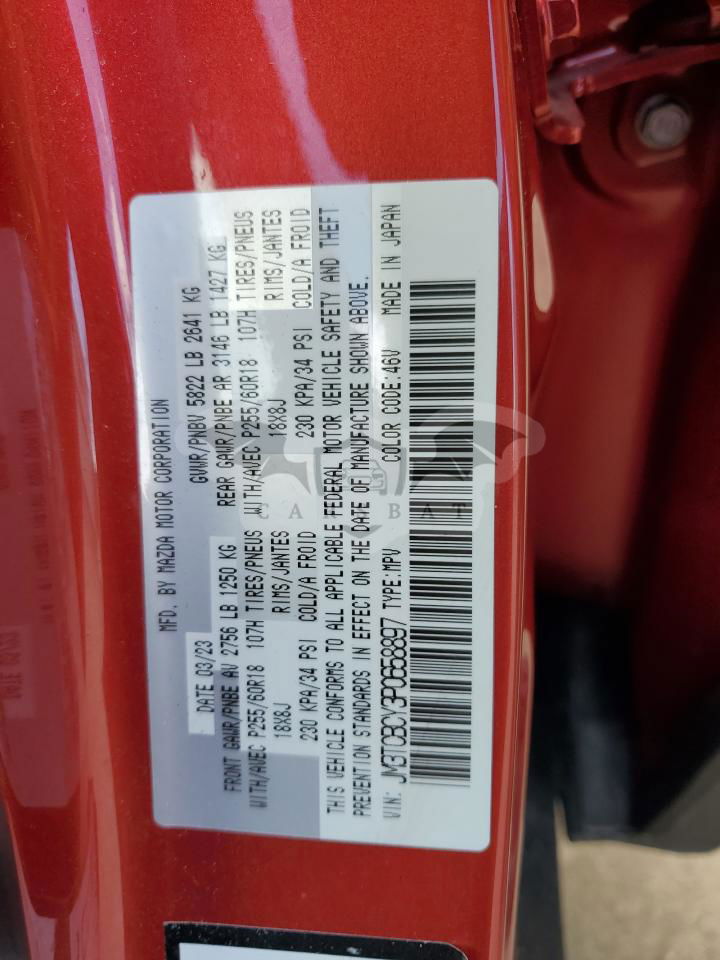 MFD. BY MAZDA MOTOR CORPORATION
DATE 03/23 GVWR/PNBV 5822 LB 2641 KG
FRONT GAWR/PNBE AV 2756 LB 1250 KG REAR GAWR/PNBE AR 3146 LB 1427 KG
WITH/AVEC P255/60R18 107H TIRES/PNEUS WITH/AVEC P255/60R18 107H TIRES/PNEUS
18X8J RIMS/JANTES 18X8J RIMS/JANTES
230 KPA/34 PSI COLD/A FROID 230 KPA/34 PSI COLD/A FROID
THIS VEHICLE CONFORMS TO ALL APPLICABLE FEDERAL MOTOR VEHICLE SAFETY AND THEFT
PREVENTION STANDARDS IN EFFECT ON THE DATE OF MANUFACTURE SHOWN ABOVE.
VIN: JM3TCBCY3P0658897 TYPE:MPV COLOR CODE:46V MADE IN JAPAN
CARBAT